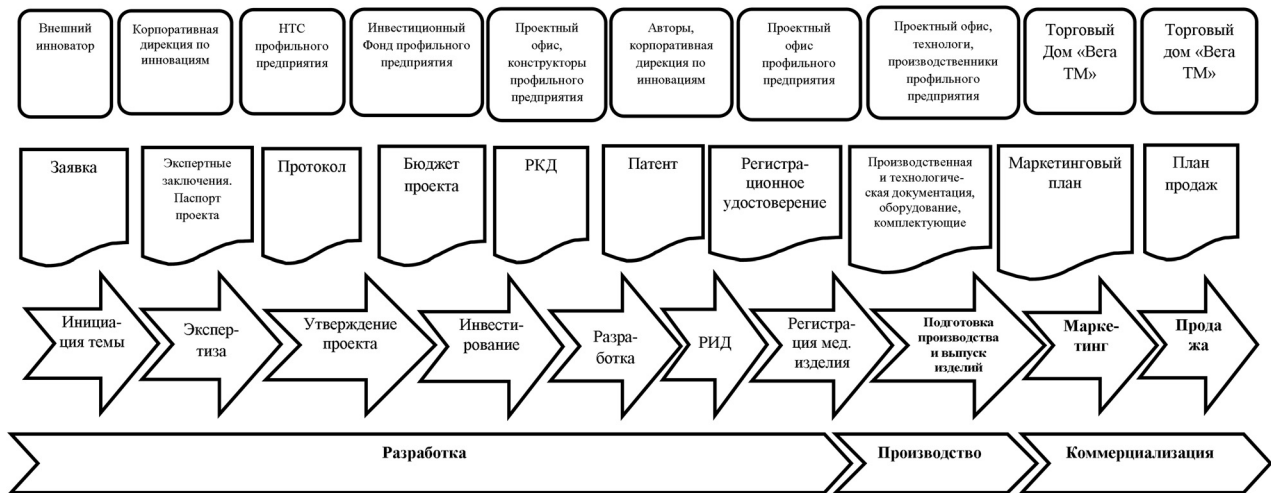 Внешний
инноватор
Корпоративная
дирекция по
инновациям
НТС
профильного
предприятия
Инвестиционный
Фонд профильного
предприятия
Проектный
офис,
конструкторы
профильного
предприятия
Авторы,
корпоративная
дирекция по
инновациям
Проектный
офис
профильного
предприятия
Проектный офис,
технологи,
производственники
профильного
предприятия
Торговый
Дом «Вега
ТМ»
Торговый
дом «Вега
ТМ»
Заявка
Экспертные
заключения.
Паспорт
проекта
Протокол
Бюджет
проекта
РКД
Патент
Регистра-
ционное
удостоверение
Производственная
и технологиче-
ская документация,
оборудование,
комплектующие
Маркетинговый
план
План
продаж
Инициа-
ция темы
Экспер-
тиза
Утверждение
проекта
Инвести-
рование
Разра-
ботка
РИД
Регистра-
ция мед.
изделия
Подготовка
производства
и выпуск
изделий
Марке-
тинг
Прода
жа
Разработка
Производство
Коммерциализация